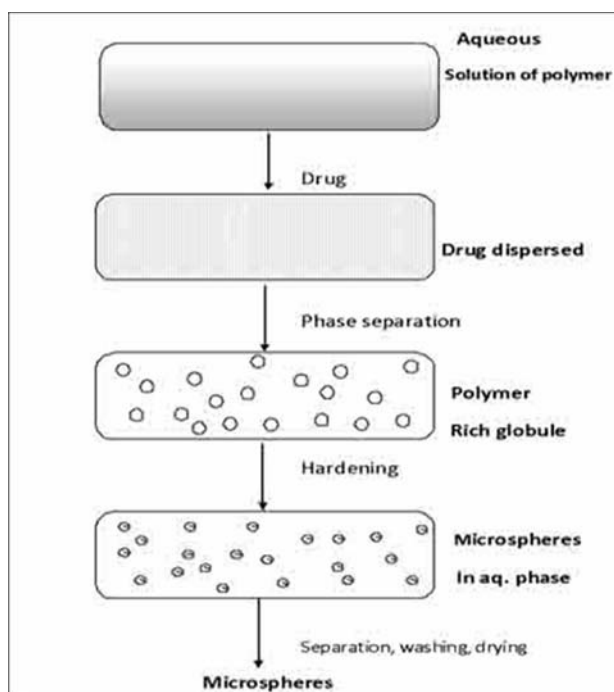 Aqueous
Solution of polymer
Drug
Drug dispersed
Phase separation
Polymer
Rich globule
Hardening
Microspheres
In aq. phase
Separation, washing, drying
Microspheres